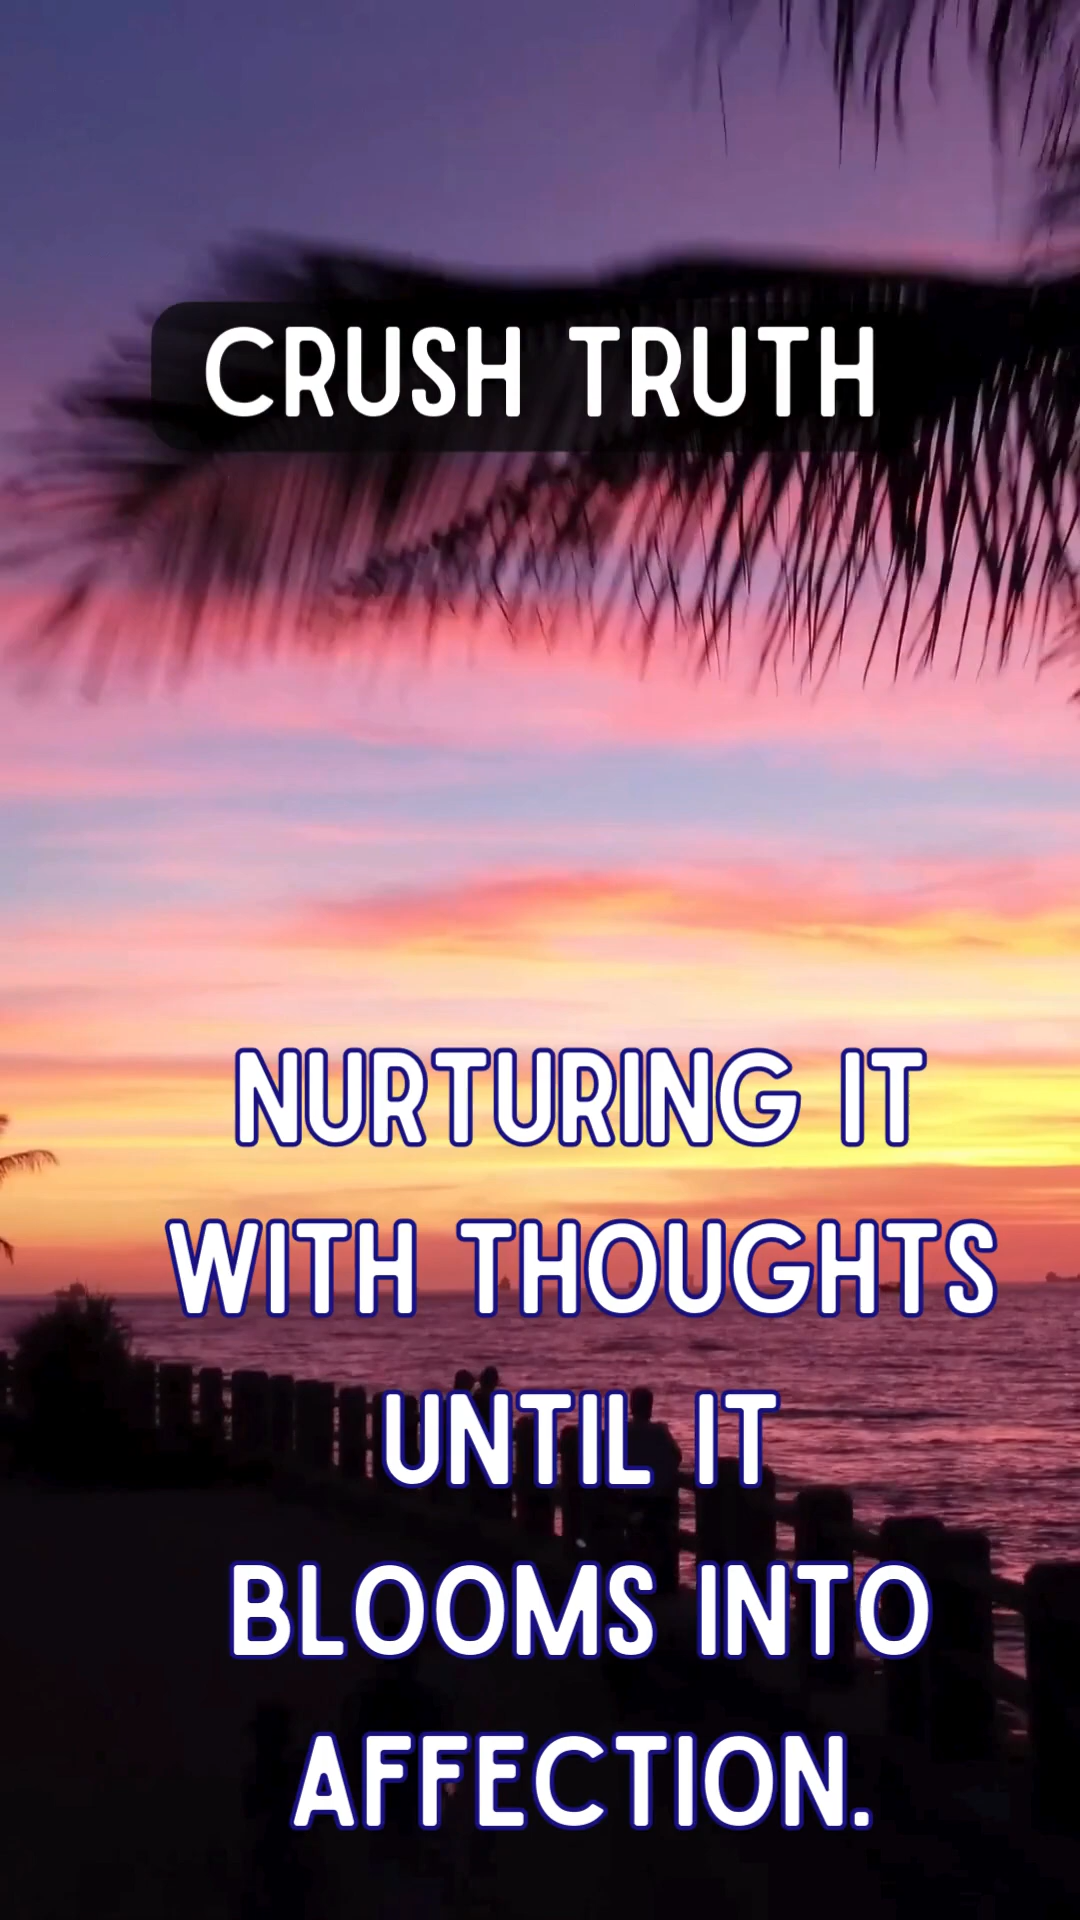 CRUSH TRUTH
NURTURING IT
WITH THOUGHTS
UNTIL IT
BLOOMS INTO
AFFECTION.